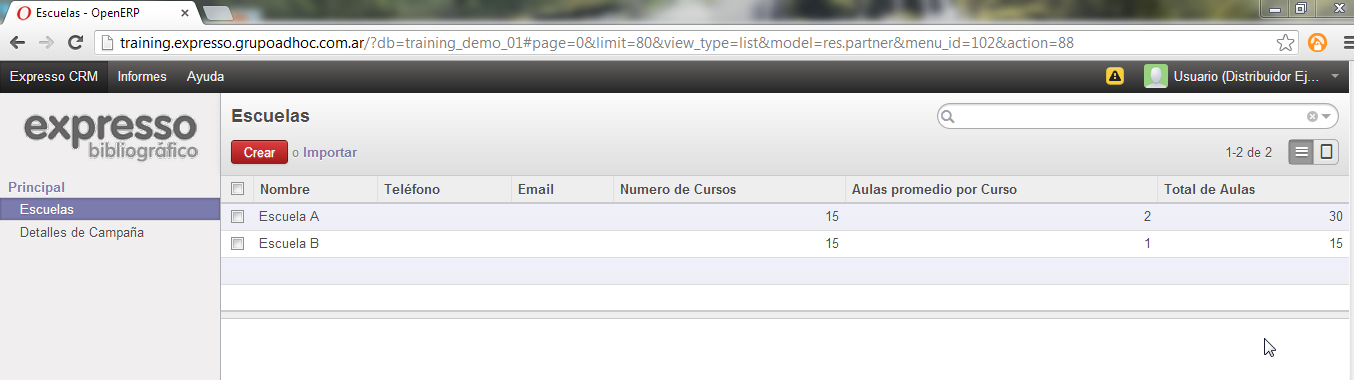 Escuelas - OpenERP
training.expresso.grupoadhoc.com.ar/?db=training_demo_01#page=0&limit=80&view_type=list&model=res.partner&menu_id=102&action=88
Expresso CRM Informes Ayuda Usuario (Distribuidor Ej...
expresso
bibliográfico
Principal
Escuelas
Detalles de Campaña
Escuelas
Crear o Importar 1-2 de 2
Nombre Teléfono Email Numero de Cursos Aulas promedio por Curso Total de Aulas
Escuela A 15 2 30
Escuela B 15 1 15